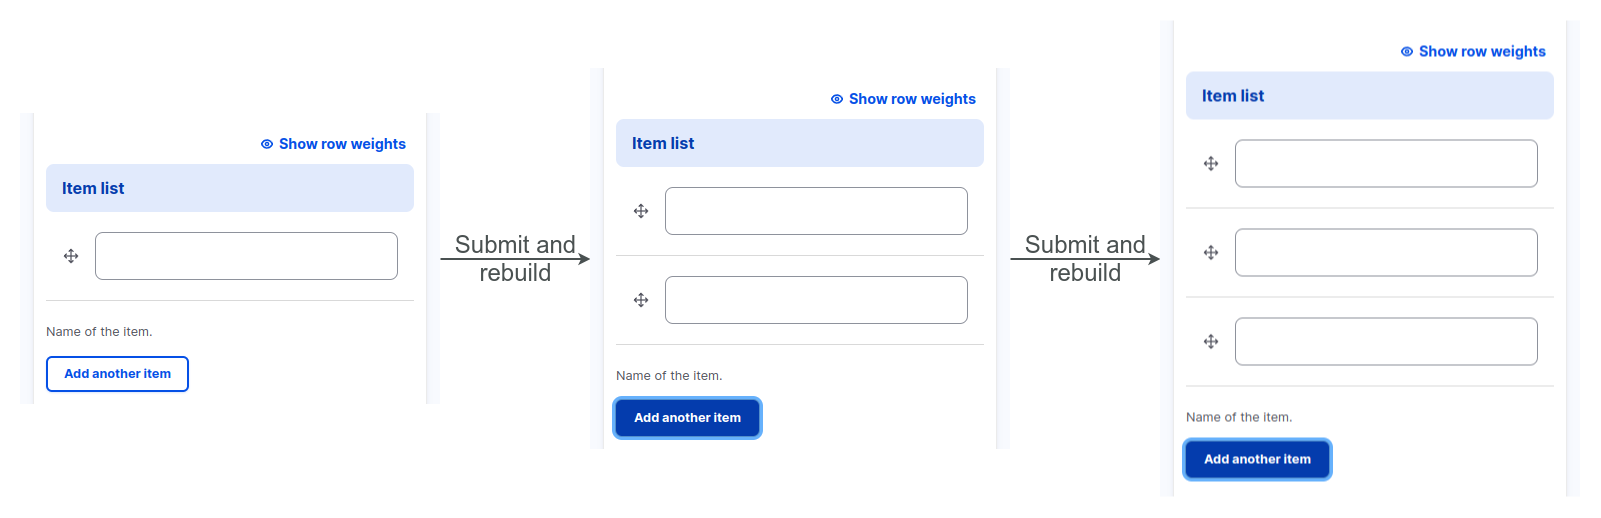 Show row weights
Item list
Name of the item.
Add another item
Submit and
rebuild
Show row weights
Item list
Name of the item.
Add another item
Submit and
rebuild
Show row weights
Item list
Name of the item.
Add another item